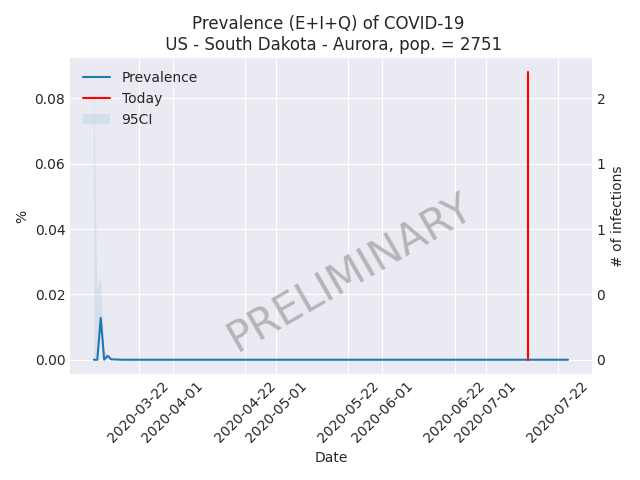 Prevalence (E+I+Q) of COVID-19
US - South Dakota - Aurora, pop. = 2751
Prevalence
Today
95CI
0.08
0.06
0.04
0.02
0.00
%
2
1
1
0
0
# of infections
PRELIMINARY
2020-03-22
2020-04-01
2020-04-22
2020-05-01
2020-05-22
2020-06-01
2020-06-22
2020-07-01
2020-07-22
Date